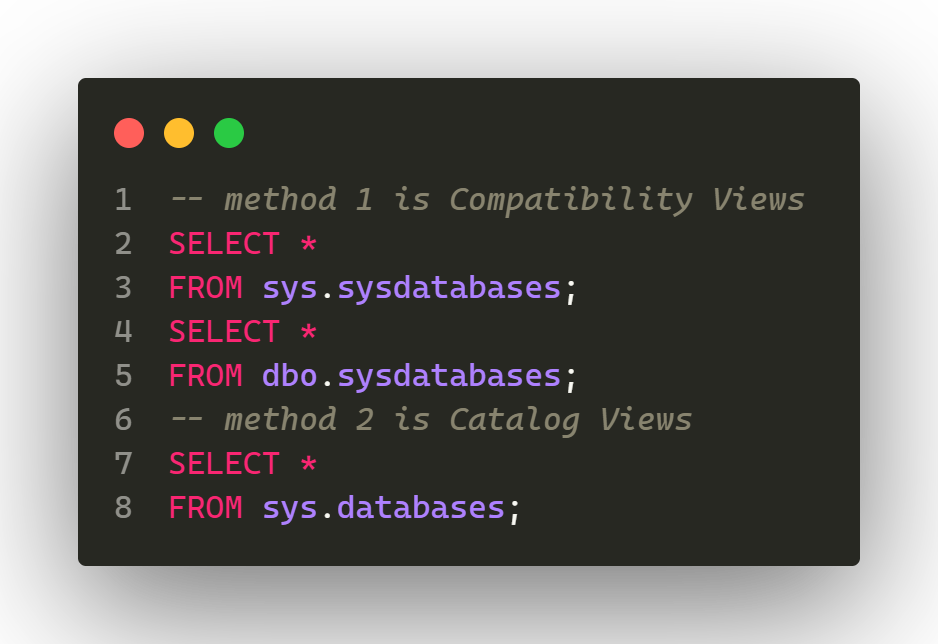 1 -- method 1 is Compatibility Views
2 SELECT *
3 FROM sys.sysdatabases;
4 SELECT *
5 FROM dbo.sysdatabases;
6 -- method 2 is Catalog Views
7 SELECT *
8 FROM sys.databases;